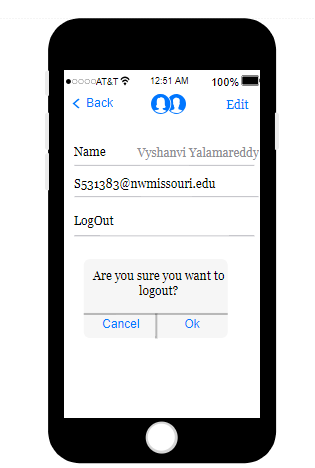 AT&T 12:51 AM 100%
Back Edit
Name Vyshanvi Yalamareddy
S531383@nwmissouri.edu
LogOut
Are you sure you want to
logout?
Cancel Ok